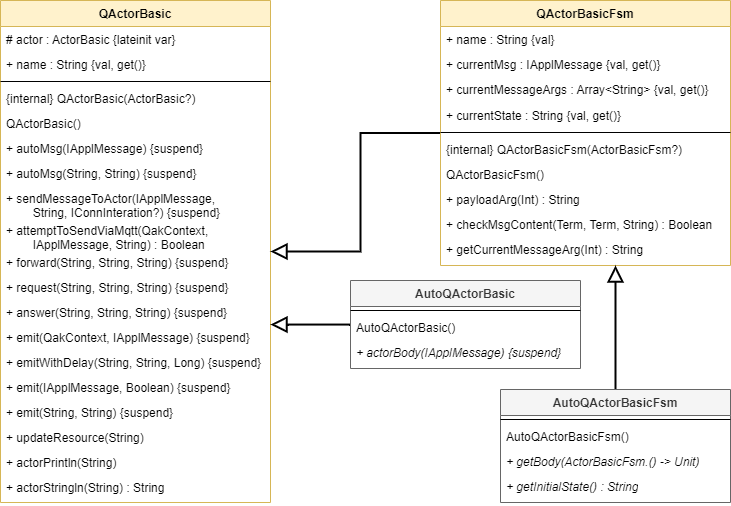 QActorBasic
# actor : ActorBasic {lateinit var}
+ name : String {val, get()}
{internal} QActorBasic(ActorBasic?)
QActorBasic()
+ autoMsg(IApplMessage) {suspend}
+ autoMsg(String, String) {suspend}
+ sendMessageToActor(IApplMessage,
String, IConnInteration?) {suspend}
+ attemptToSendViaMqtt(QakContext,
IApplMessage, String) : Boolean
+ forward(String, String, String) {suspend}
+ request(String, String, String) {suspend}
+ answer(String, String, String) {suspend}
+ emit(QakContext, IApplMessage) {suspend}
+ emitWithDelay(String, String, Long) {suspend}
+ emit(IApplMessage, Boolean) {suspend}
+ emit(String, String) {suspend}
+ updateResource(String)
+ actorPrintln(String)
+ actorStringln(String) : String
QActorBasicFsm
+ name : String {val}
+ currentMsg : IApplMessage {val, get()}
+ currentMessageArgs : Array<String> {val, get()}
+ currentState : String {val, get()}
{internal} QActorBasicFsm(ActorBasicFsm?)
QActorBasicFsm()
+ payloadArg(Int) : String
+ checkMsgContent(Term, Term, String) : Boolean
+ getCurrentMessageArg(Int) : String
AutoQActorBasic
AutoQActorBasic()
+ actorBody(IApplMessage) {suspend}
AutoQActorBasicFsm
AutoQActorBasicFsm()
+ getBody(ActorBasicFsm.() -> Unit)
+ getInitialState() : String